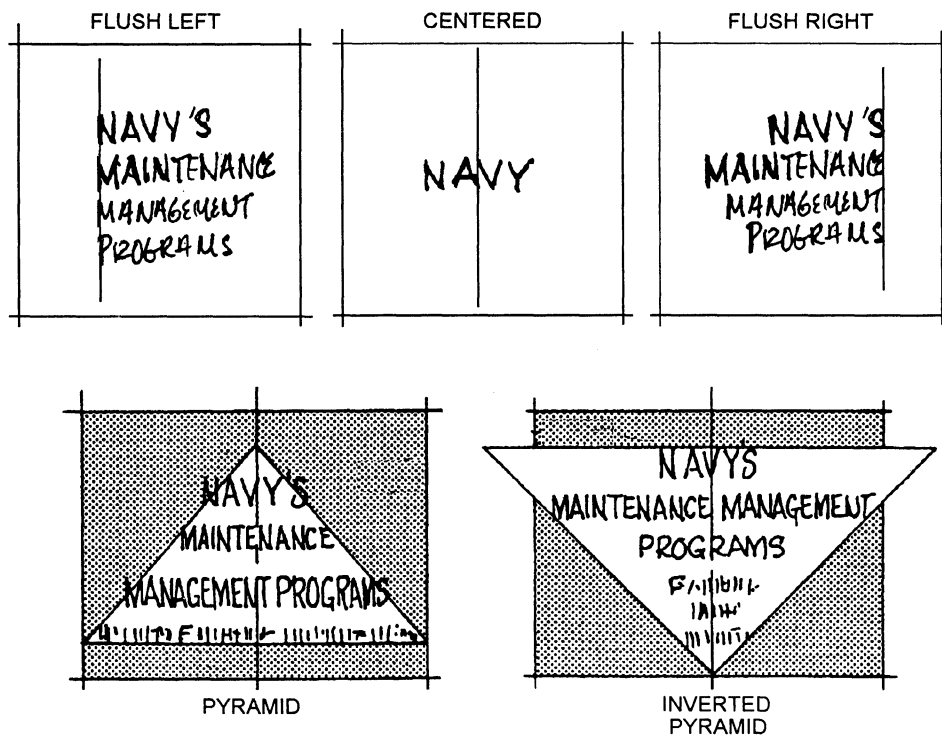 FLUSH LEFT
NAVY'S
MAINTENANCE
MANAGEMENT
PROGRAMS
CENTERED
NAVY
FLUSH RIGHT
NAVY'S
MAINTENANCE
MANAGEMENT
PROGRAMS
NAVY'S
MAINTENANCE
MANAGEMENT PROGRAMS
PYRAMID
NAVY'S
MAINTENANCE MANAGEMENT
PROGRAMS
INVERTED
PYRAMID